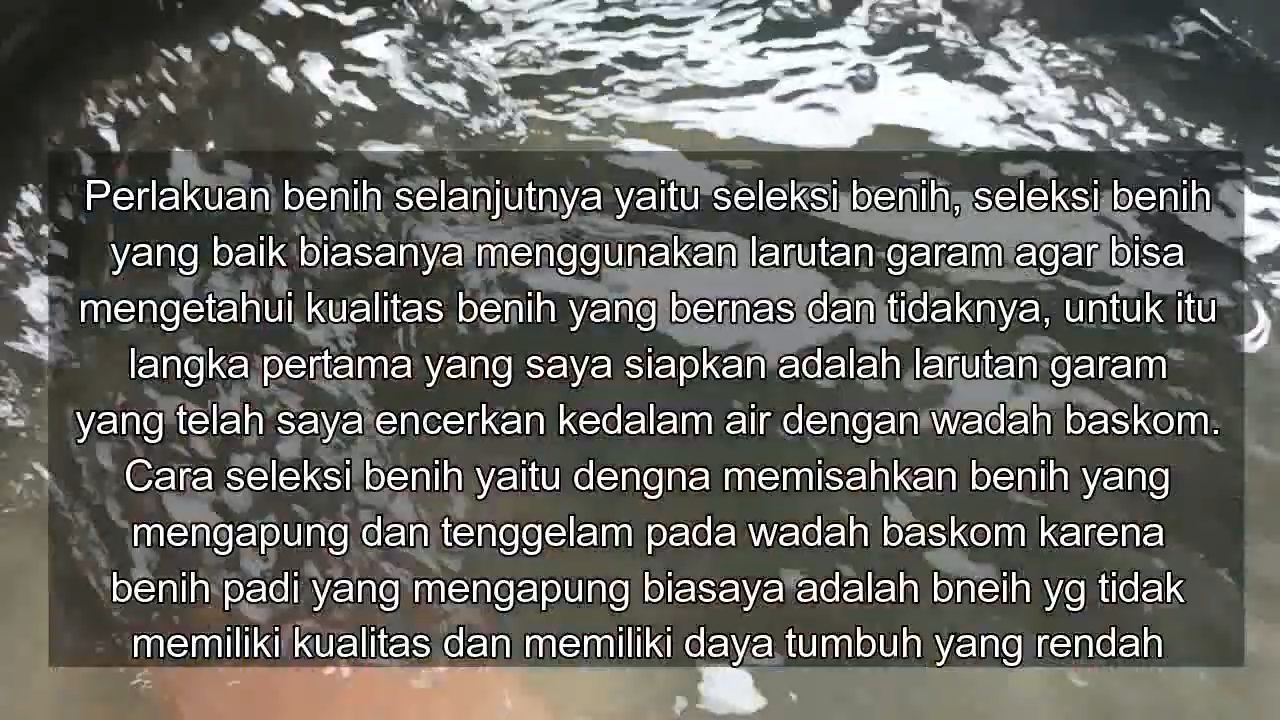 Perlakuan benih selanjutnya yaitu seleksi benih, seleksi benih
yang baik biasanya menggunakan larutan garam agar bisa
mengetahui kualitas benih yang bernas dan tidaknya, untuk itu
langka pertama yang saya siapkan adalah larutan garam
yang telah saya encerkan kedalam air dengan wadah baskom.
Cara seleksi benih yaitu dengna memisahkan benih yang
mengapung dan tenggelam pada wadah baskom karena
benih padi yang mengapung biasaya adalah bneih yg tidak
memiliki kualitas dan memiliki daya tumbuh yang rendah